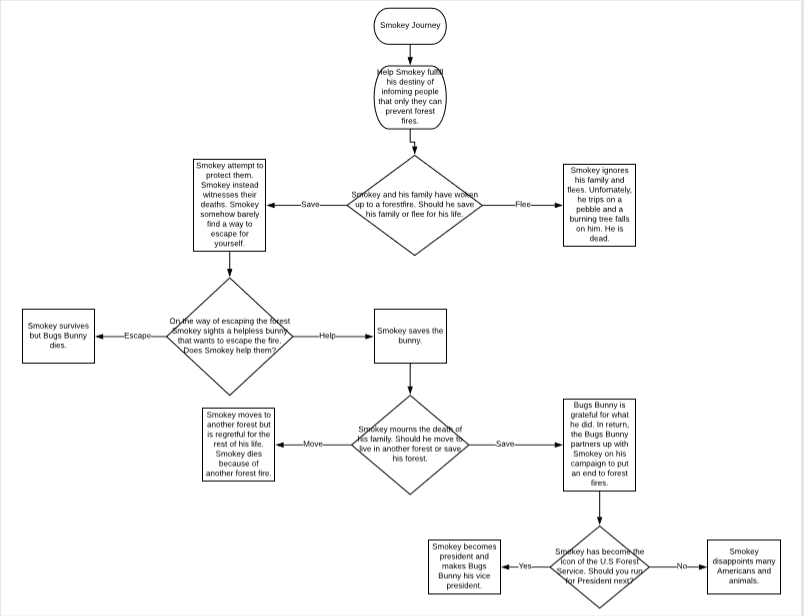 Smokey Journey
Help Smokey fulfill
his destiny of
infoming people
that only they can
prevent forest
fires.
Smokey attempt to
protect them.
Smokey instead
witnesses their
deaths. Smokey
somehow barely
find a way to
escape for
yourself.
Save
Smokey and his family have woken
up to a forestfire. Should he save
his family or flee for his life.
Flee
Smokey ignores
his family and
flees. Unfornately,
he trips on a
pebble and a
burning tree falls
on him. He is
dead.
Smokey survives
but Bugs Bunny
dies.
Escape
On the way of escaping the forest
Smokey sights a helpless bunny
that wants to escape the fire.
Does Smokey help them?
Help
Smokey saves the
bunny.
Smokey moves to
another forest but
is regretful for the
rest of his life.
Smokey dies
because of
another forest fire.
Move
Smokey mourns the death of
his family. Should he move to
live in another forest or save
his forest.
Save
Bugs Bunny is
grateful for what
he did. In return,
the Bugs Bunny
partners up with
Smokey on his
campaign to put
an end to forest
fires.
Smokey becomes
president and
makes Bugs
Bunny his vice
president.
Yes
Smokey has become the
icon of the U.S Forest
Service. Should you run
for President next?
No
Smokey
disappoints many
Americans and
animals.